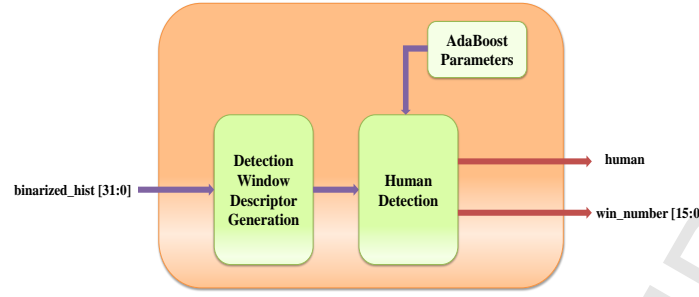 AdaBoost
Parameters
Detection
Window
Descriptor
Generation
Human
Detection
binarized_hist [31:0]
human
win_number [15:0